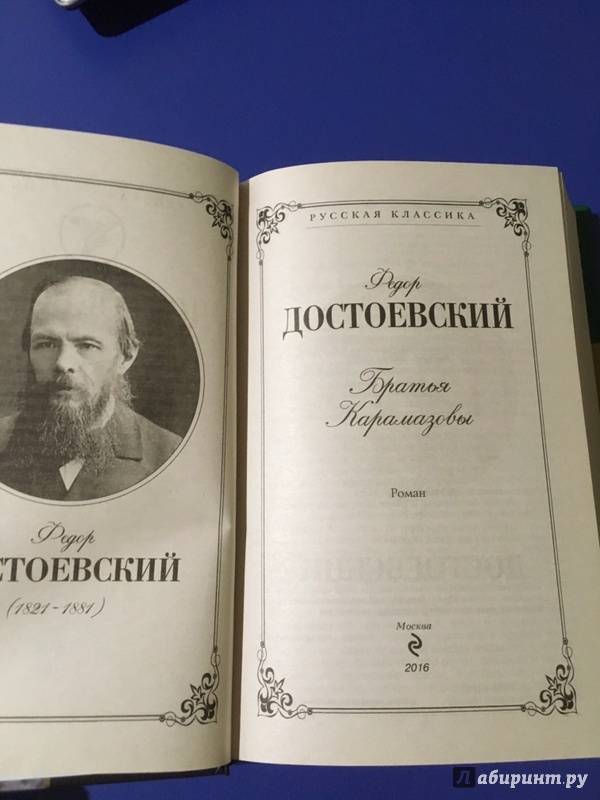 Федор
СТОЕВСКИЙ
(1821–1881)
РУССКАЯ КЛАССИКА
Федор
ДОСТОЕВСКИЙ
Братья
Карамазовы
Роман
Москва
2016
Лабиринт.ру